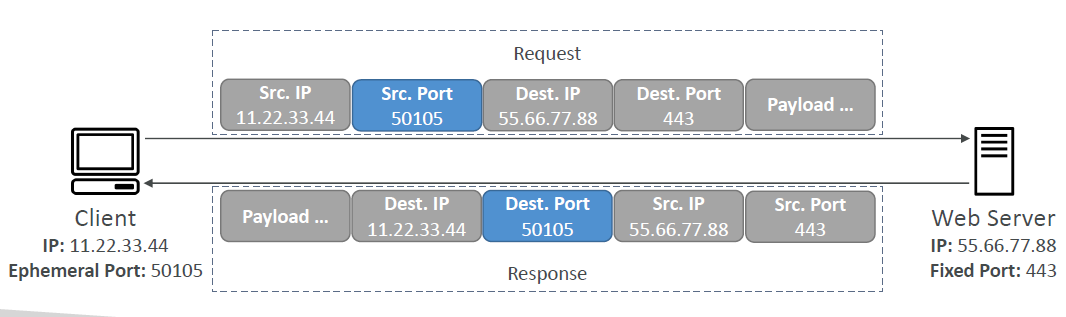 Request
Src. IP
11.22.33.44
Src. Port
50105
Dest. IP
55.66.77.88
Dest. Port
443
Payload ...
Client
IP: 11.22.33.44
Ephemeral Port: 50105
Web Server
IP: 55.66.77.88
Fixed Port: 443
Payload ...
Dest. IP
11.22.33.44
Dest. Port
50105
Src. IP
55.66.77.88
Src. Port
443
Response